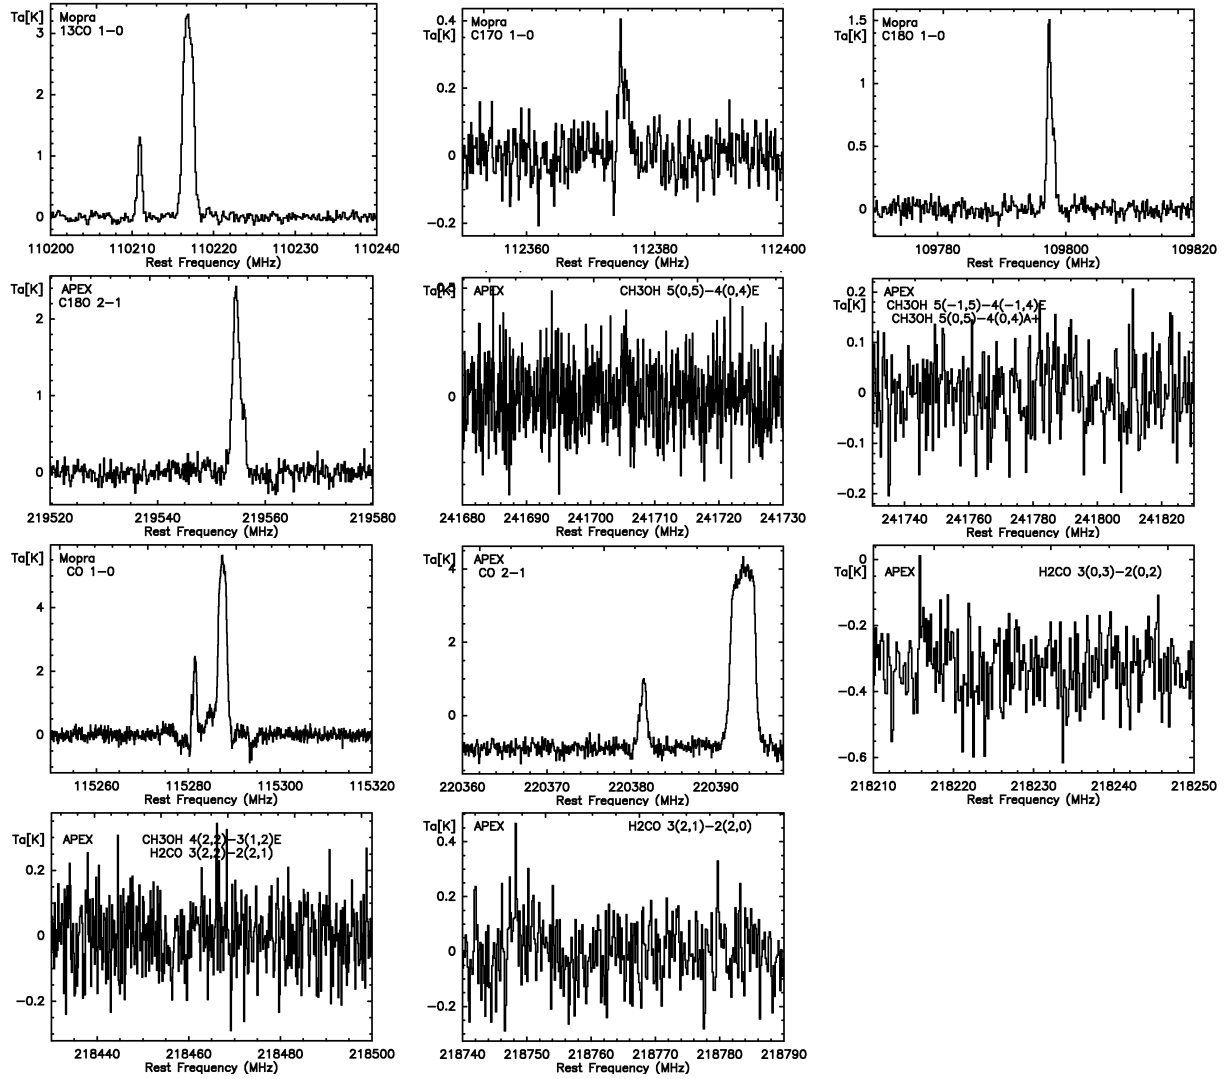 Ta[K]
Mopra
13CO 1-0
3
2
1
0
110200 110210 110220 110230 110240
Rest Frequency (MHz)
0.4
Ta[K]
Mopra
C17O 1-0
0.2
0
-0.2
112360 112380 112400
Rest Frequency (MHz)
1.5
Ta[K]
Mopra
C18O 1-0
1
0.5
0
109780 109800 109820
Rest Frequency (MHz)
Ta[K]
APEX
C18O 2-1
2
1
0
219520 219540 219560 219580
Rest Frequency (MHz)
0.5
Ta[K]
APEX
CH3OH 5(0,5)-4(0,4)E
0
241680 241690 241700 241710 241720 241730
Rest Frequency (MHz)
0.2
Ta[K]
APEX
CH3OH 5(-1,5)-4(-1,4)E
CH3OH 5(0,5)-4(0,4)A+
0.1
0
-0.1
-0.2
241740 241760 241780 241800 241820
Rest Frequency (MHz)
Ta[K]
Mopra
CO 1-0
4
2
0
115260 115280 115300 115320
Rest Frequency (MHz)
Ta[K]
APEX
CO 2-1
4
2
0
220360 220370 220380 220390
Rest Frequency (MHz)
0
Ta[K]
APEX
H2CO 3(0,3)-2(0,2)
-0.2
-0.4
-0.6
218210 218220 218230 218240 218250
Rest Frequency (MHz)
Ta[K]
APEX
CH3OH 4(2,2)-3(1,2)E
H2CO 3(2,2)-2(2,1)
0.2
0
-0.2
218440 218460 218480 218500
Rest Frequency (MHz)
Ta[K]
APEX
H2CO 3(2,1)-2(2,0)
0.4
0.2
0
-0.2
218740 218750 218760 218770 218780 218790
Rest Frequency (MHz)